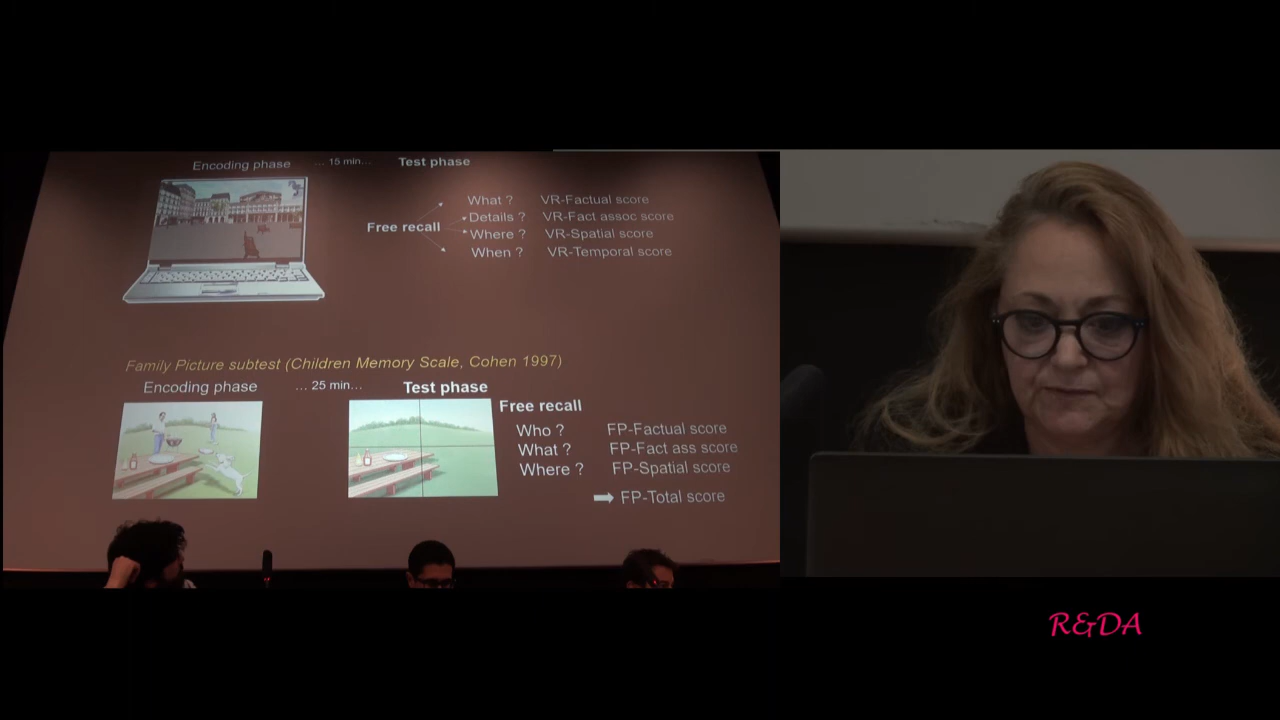 Encoding phase ... 15 min... Test phase
What ? VR-Factual score
Details ? VR-Fact assoc score
Free recall
Where ? VR-Spatial score
When ? VR-Temporal score
Family Picture subtest (Children Memory Scale, Cohen 1997)
Encoding phase ... 25 min... Test phase
Free recall
Who ? FP-Factual score
What ? FP-Fact ass score
Where ? FP-Spatial score
FP-Total score
R&DA